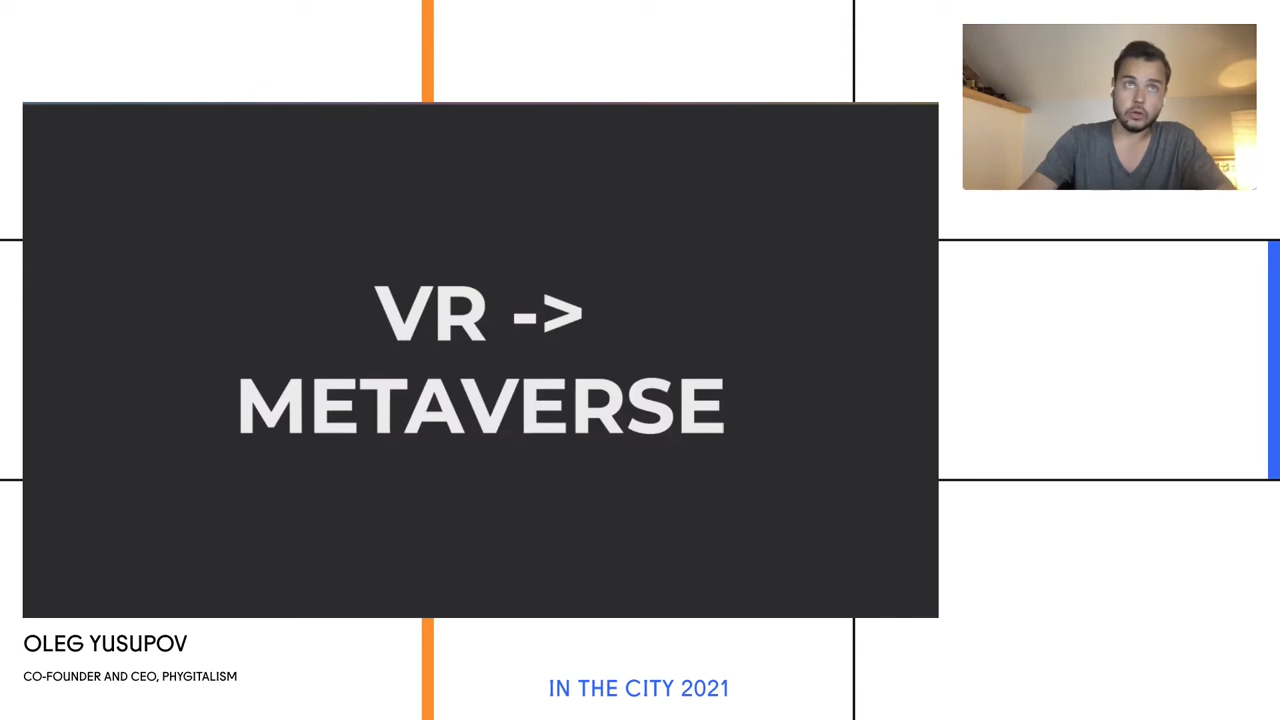 VR ->
METAVERSE
OLEG YUSUPOV
CO-FOUNDER AND CEO, PHYGITALISM
IN THE CITY 2021